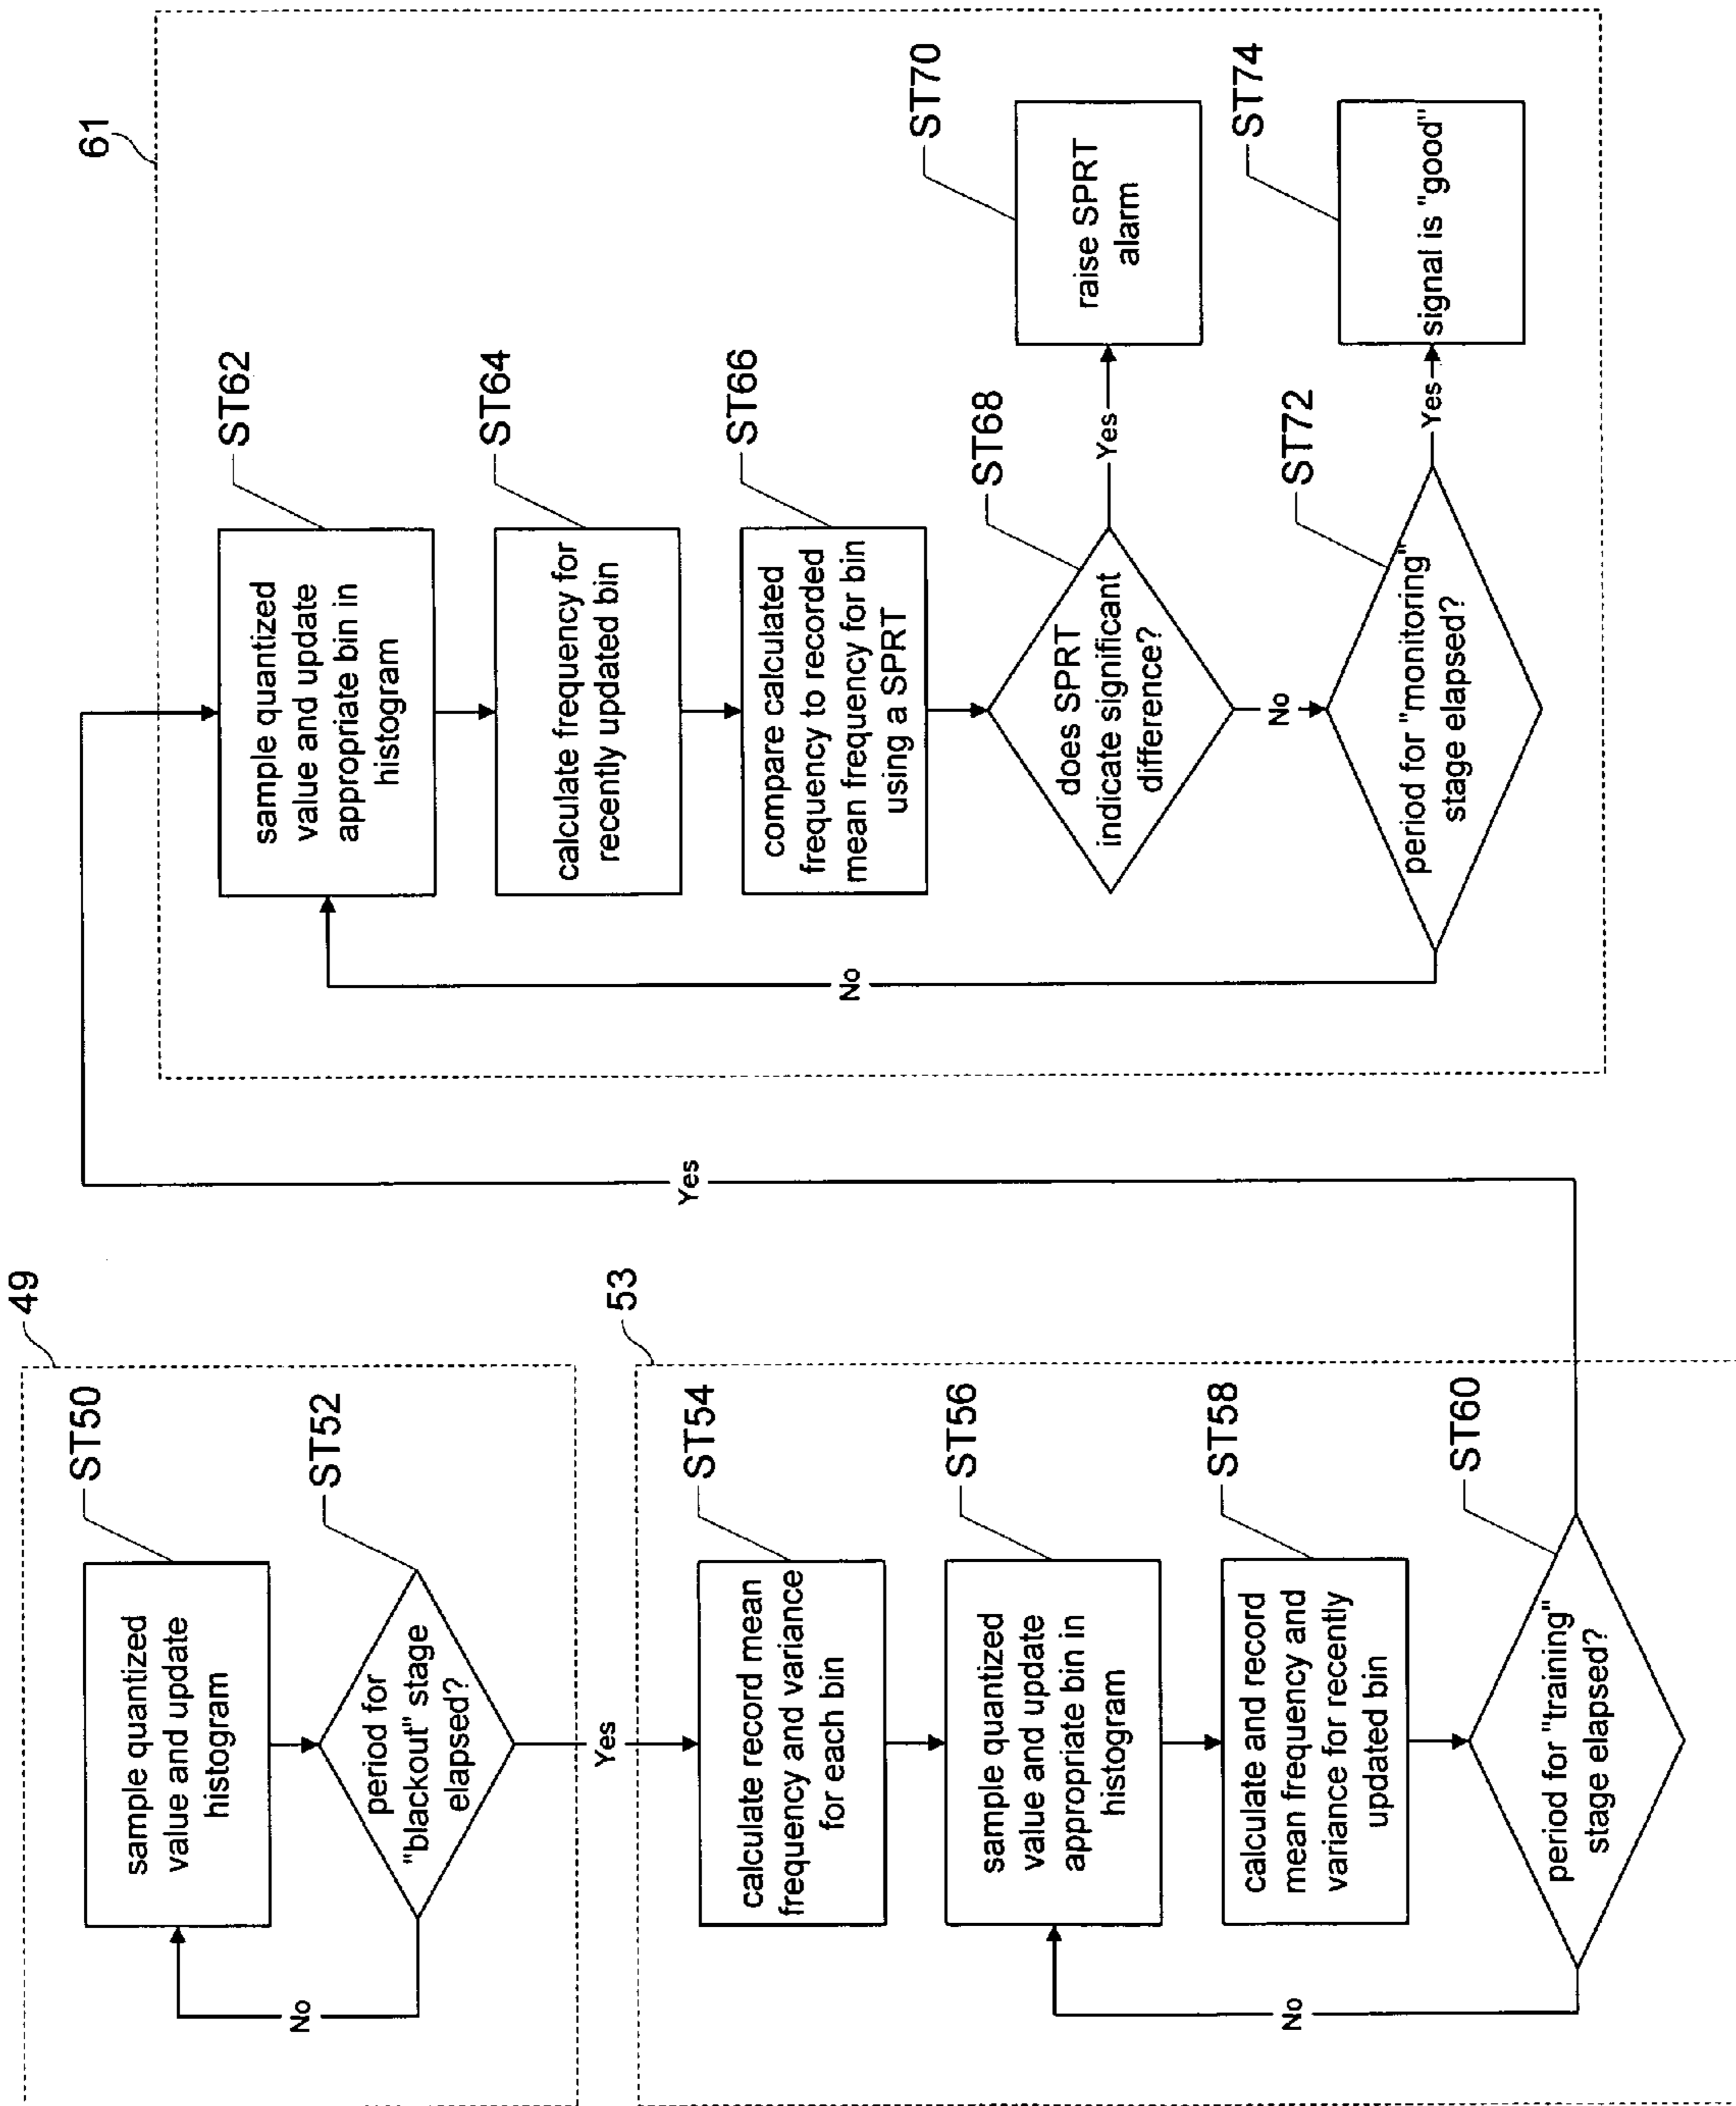 49
ST50
sample quantized
value and update
histogram
ST52
period for
"blackout" stage
elapsed?
No
Yes
53
ST54
calculate record mean
frequency and variance
for each bin
ST56
sample quantized
value and update
appropriate bin in
histogram
ST58
calculate and record
mean frequency and
variance for recently
updated bin
ST60
period for "training"
stage elapsed?
No
Yes
61
ST62
sample quantized
value and update
appropriate bin in
histogram
ST64
calculate frequency for
recently updated bin
ST66
compare calculated
frequency to recorded
mean frequency for bin
using a SPRT
ST68
does SPRT
indicate significant
difference?
Yes
ST70
raise SPRT
alarm
No
ST72
period for "monitoring"
stage elapsed?
No
Yes
ST74
signal is "good"